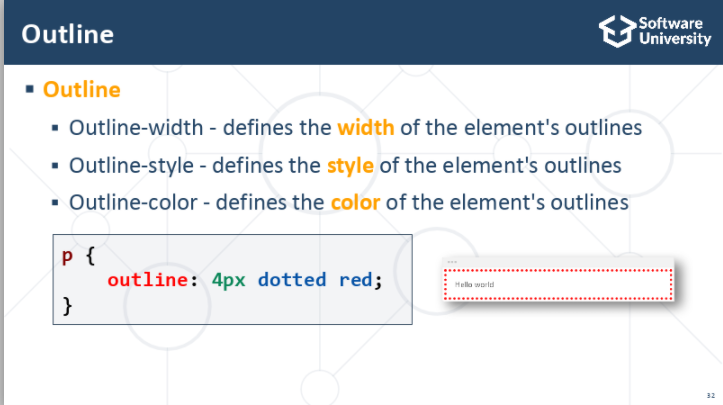 Outline
Software
University
▪ Outline
▪ Outline-width - defines the width of the element's outlines
▪ Outline-style - defines the style of the element's outlines
▪ Outline-color - defines the color of the element's outlines
p {
    outline: 4px dotted red;
}
Hello world
32